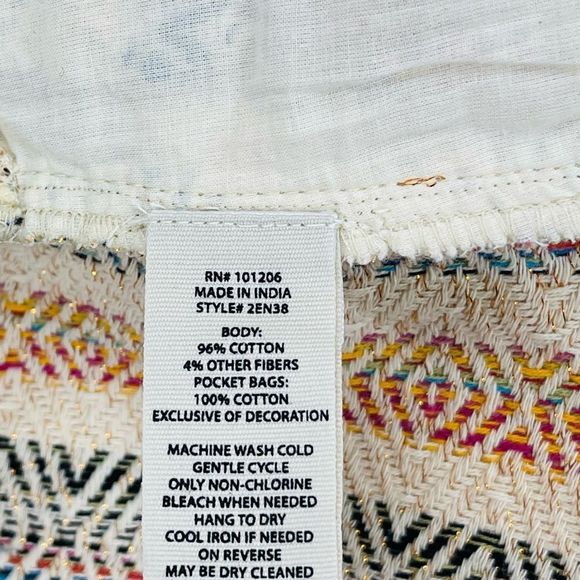 RN# 101206
MADE IN INDIA
STYLE# 2EN38
BODY:
96% COTTON
4% OTHER FIBERS
POCKET BAGS:
100% COTTON
EXCLUSIVE OF DECORATION
MACHINE WASH COLD
GENTLE CYCLE
ONLY NON-CHLORINE
BLEACH WHEN NEEDED
HANG TO DRY
COOL IRON IF NEEDED
ON REVERSE
MAY BE DRY CLEANED